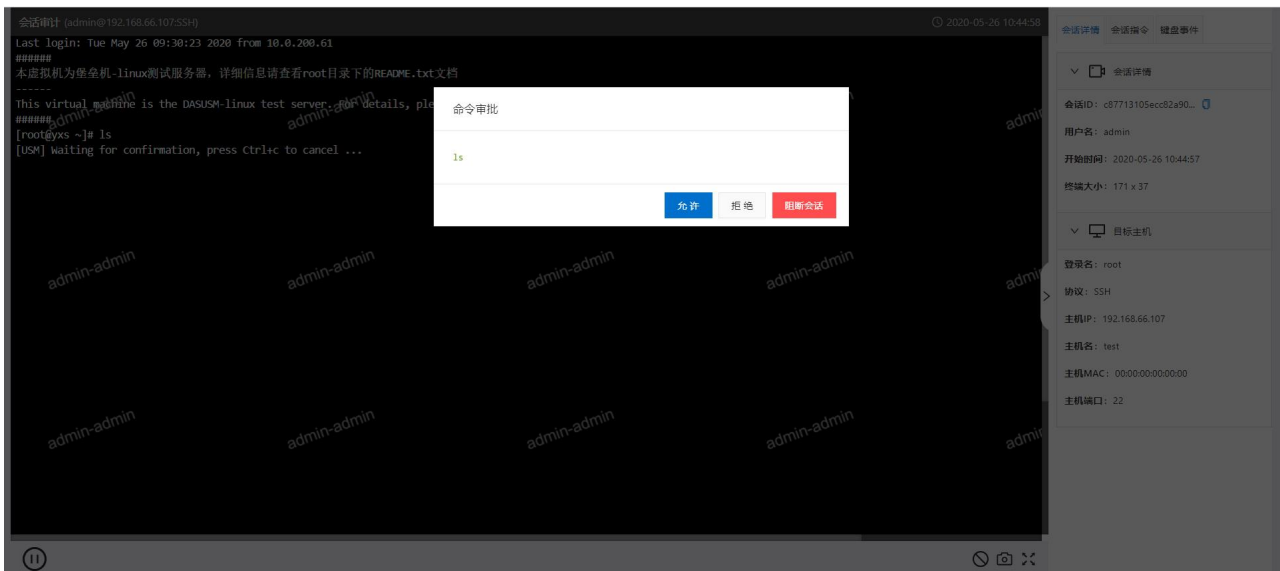 会话审计 (admin@192.168.66.107:SSH)
2020-05-26 10:44:58
Last login: Tue May 26 09:30:23 2020 from 10.0.200.61
######
本虚拟机为堡垒机-linux测试服务器，详细信息请查看root目录下的README.txt文档
------
This virtual machine is the DASUSM-linux test server. For details, ple
######
[root@yxs ~]# ls
[USM] Waiting for confirmation, press Ctrl+c to cancel ...
命令审批
ls
允许 拒绝 阻断会话
admin-admin admin-admin admin
admin-admin admin-admin admin-admin admin-admin admin
admin-admin admin-admin admin-admin admin-admin admin
会话详情 会话指令 键盘事件
会话详情
会话ID： c87713105ecc82a90...
用户名： admin
开始时间： 2020-05-26 10:44:57
终端大小： 171 x 37
目标主机
登录名： root
协议： SSH
主机IP： 192.168.66.107
主机名： test
主机MAC： 00:00:00:00:00:00
主机端口： 22